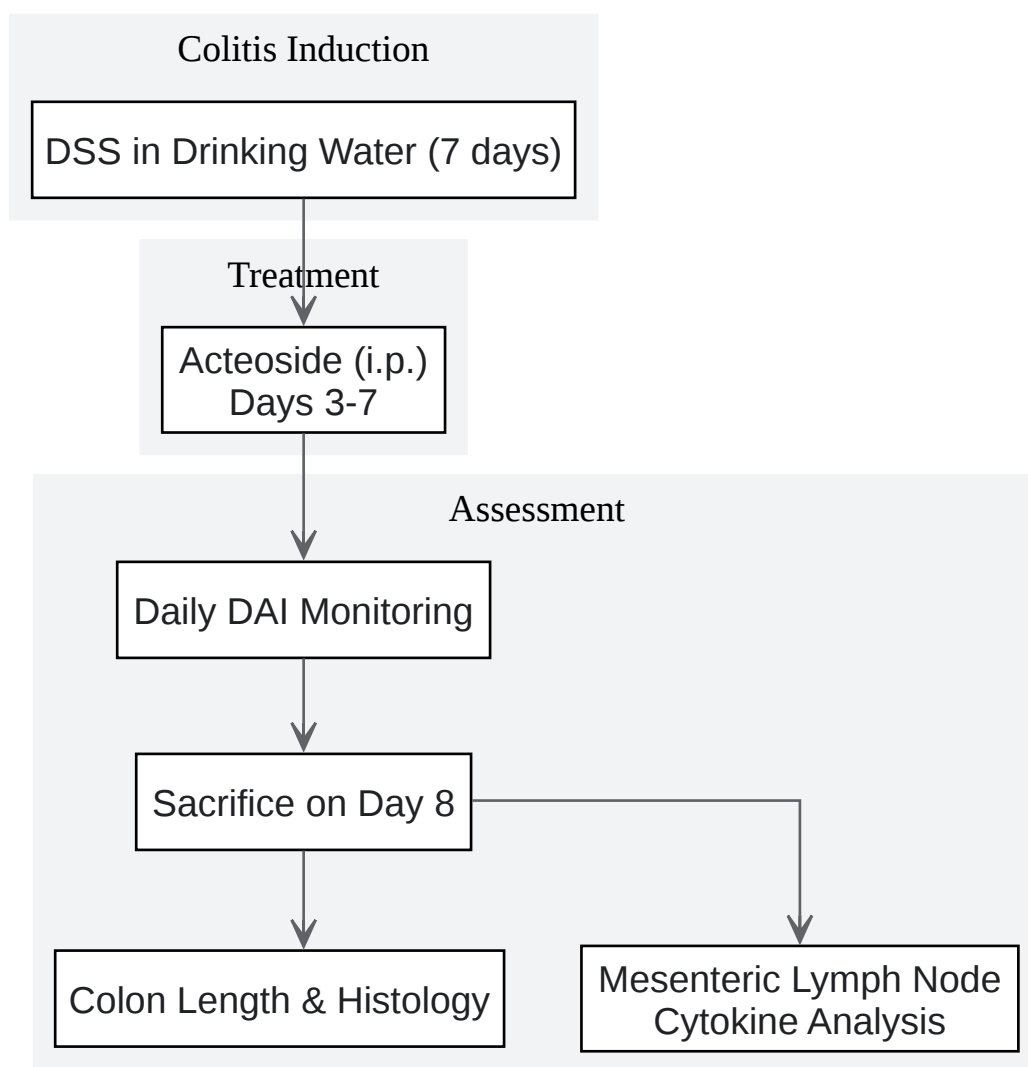 Colitis Induction
DSS in Drinking Water (7 days)
Treatment
Acteoside (i.p.)
Days 3-7
Assessment
Daily DAI Monitoring
Sacrifice on Day 8
Colon Length & Histology
Mesenteric Lymph Node
Cytokine Analysis